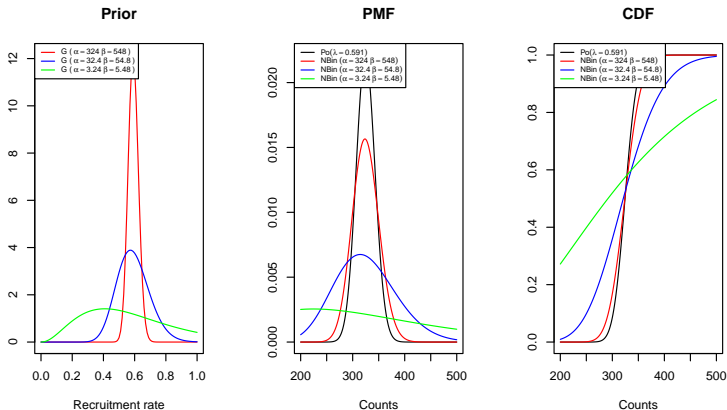 Prior
G ( α = 324 β = 548)
G ( α = 32.4 β = 54.8)
G ( α = 3.24 β = 5.48)
0 2 4 6 8 10 12
0.0 0.2 0.4 0.6 0.8 1.0
Recruitment rate
PMF
Po(λ = 0.591)
NBin ( α = 324 β = 548)
NBin ( α = 32.4 β = 54.8)
NBin ( α = 3.24 β = 5.48)
0.000 0.005 0.010 0.015 0.020
200 300 400 500
Counts
CDF
Po(λ = 0.591)
NBin ( α = 324 β = 548)
NBin ( α = 32.4 β = 54.8)
NBin ( α = 3.24 β = 5.48)
0.0 0.2 0.4 0.6 0.8 1.0
200 300 400 500
Counts